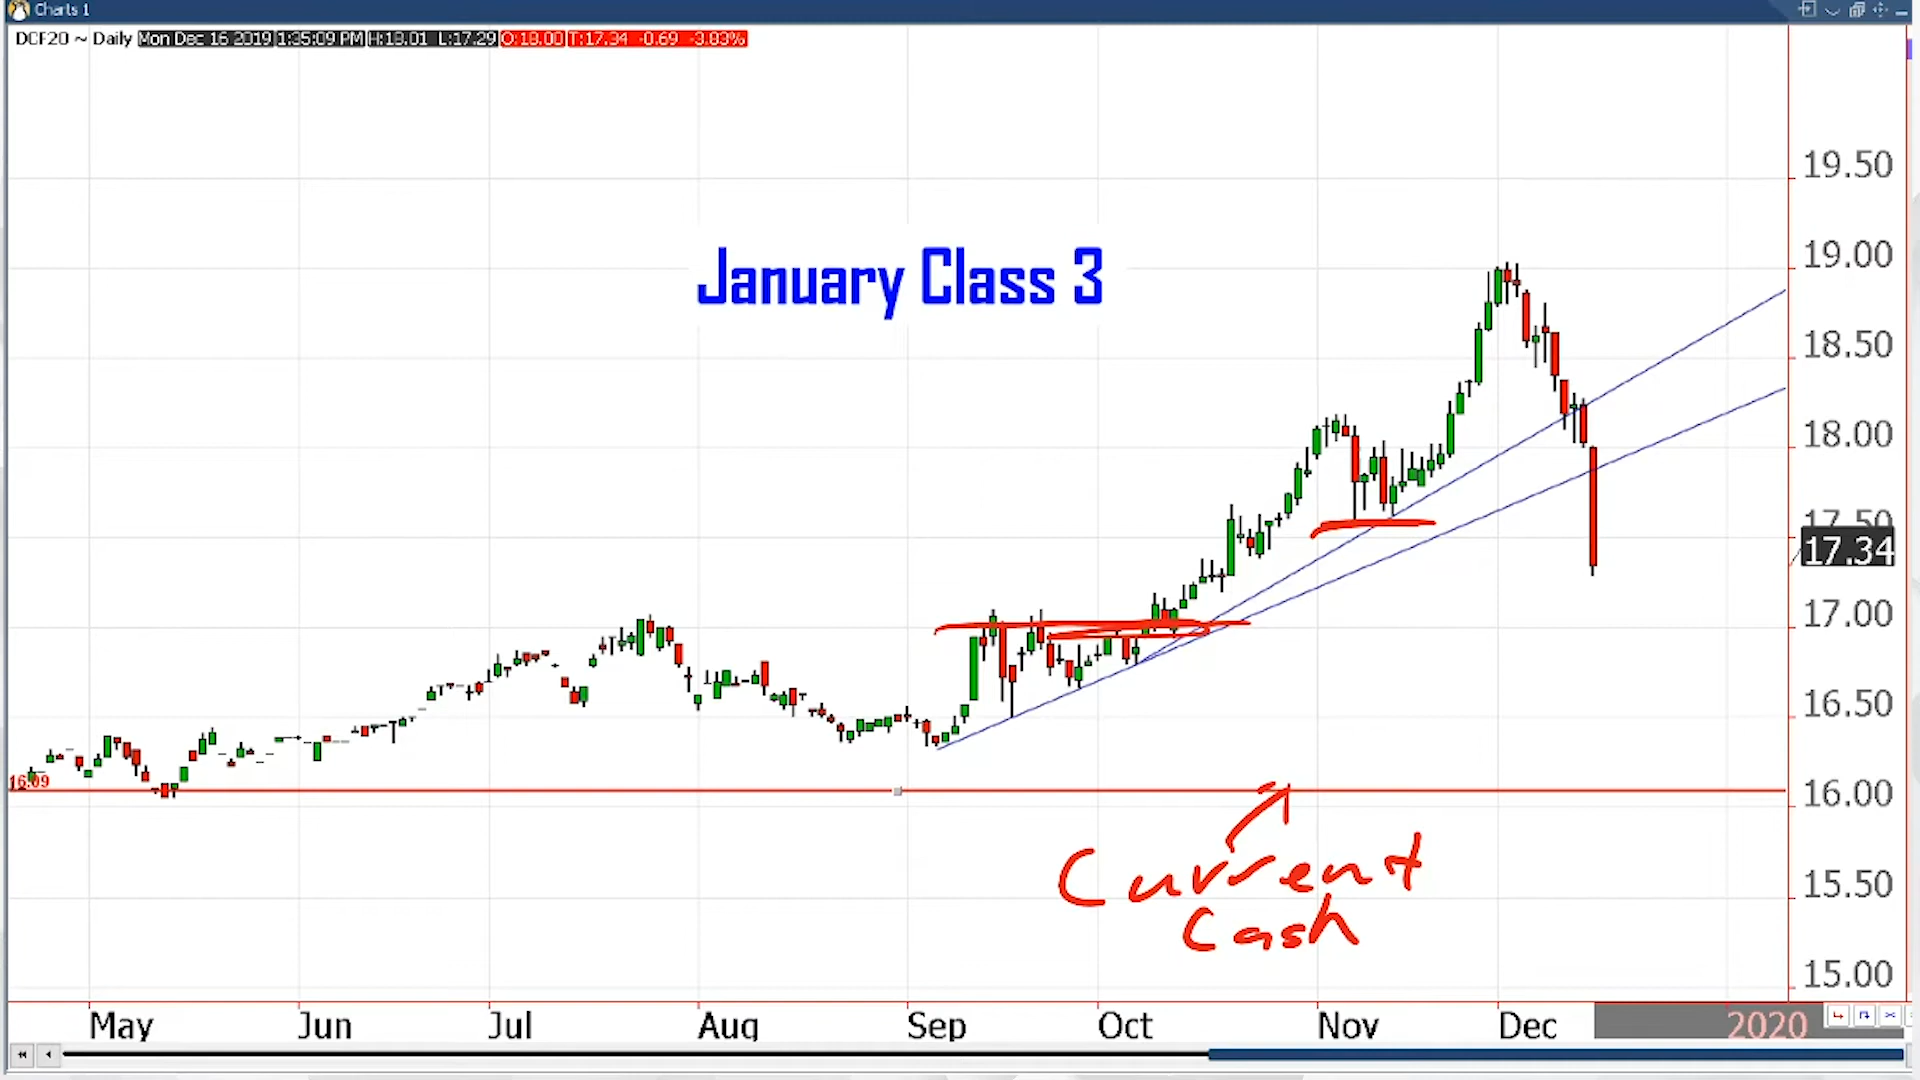 Charts 1
DCF20 ~ Daily Mon Dec 16 2019 1:35:09 PM H:18.01 L:17.29 O:18.00 T:17.34 -0.69 -3.83%
January Class 3
19.50
19.00
18.50
18.00
17.50
17.34
17.00
16.50
16.09
16.00
Current
Cash
15.50
15.00
May Jun Jul Aug Sep Oct Nov Dec 2020